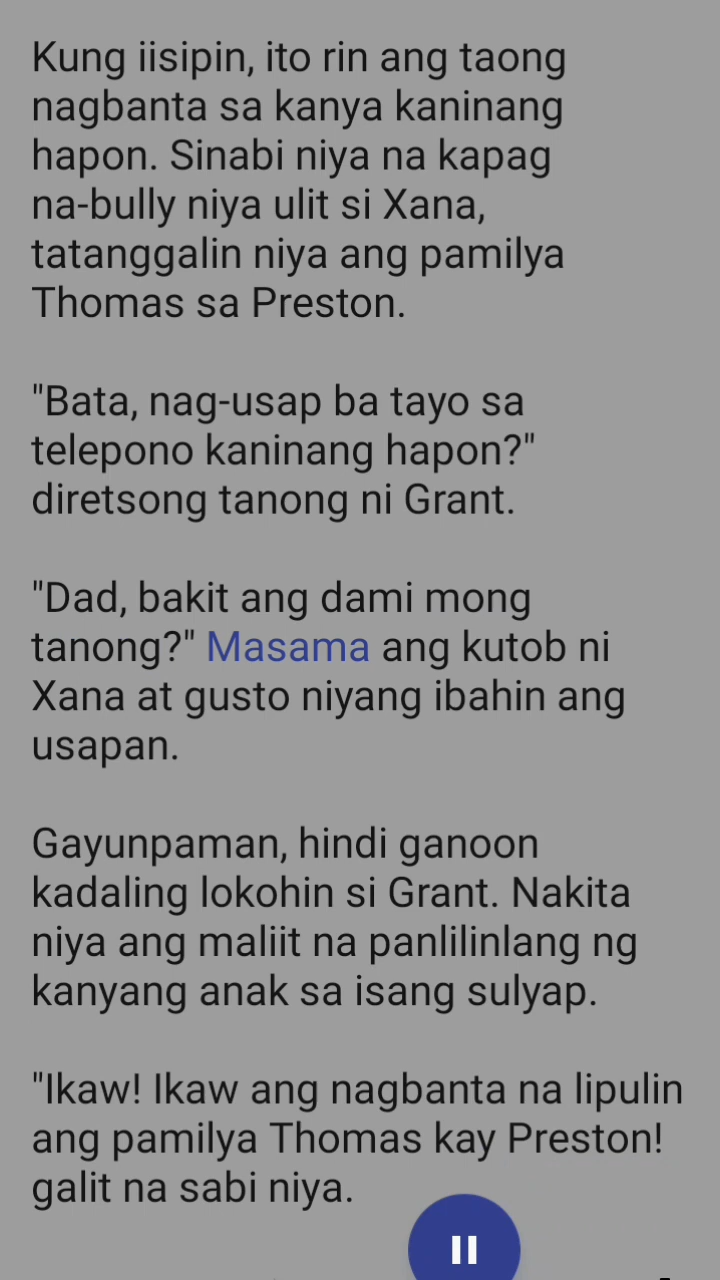 Kung iisipin, ito rin ang taong
nagbanta sa kanya kaninang
hapon. Sinabi niya na kapag
na-bully niya ulit si Xana,
tatanggalin niya ang pamilya
Thomas sa Preston.
"Bata, nag-usap ba tayo sa
telepono kaninang hapon?"
diretsong tanong ni Grant.
"Dad, bakit ang dami mong
tanong?" Masama ang kutob ni
Xana at gusto niyang ibahin ang
usapan.
Gayunpaman, hindi ganoon
kadaling lokohin si Grant. Nakita
niya ang maliit na panlilinlang ng
kanyang anak sa isang sulyap.
"Ikaw! Ikaw ang nagbanta na lipulin
ang pamilya Thomas kay Preston!
galit na sabi niya.